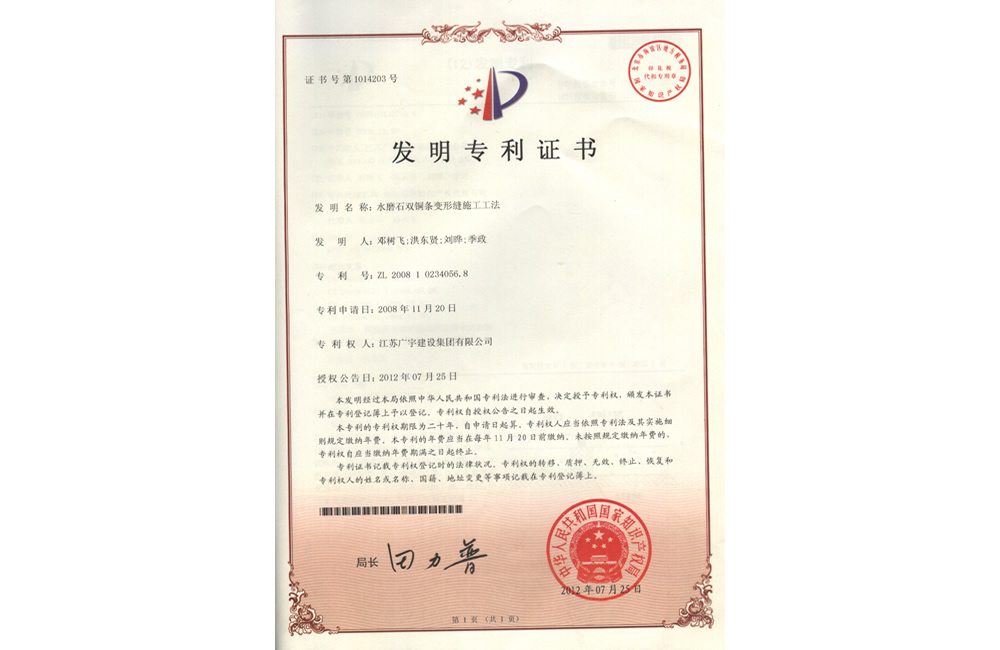 证书号第1014203号
印花税
代扣专用章
发明专利证书
发明名称：水磨石双铜条变形缝施工工法
发明人：邓树飞;洪东贤;刘晔;季政
专利号：ZL 2008 1 0234056.8
专利申请日：2008年11月20日
专利权人：江苏广宇建设集团有限公司
授权公告日：2012年07月25日
本发明经过本局依照中华人民共和国专利法进行审查，决定授予专利权，颁发本证书
并在专利登记簿上予以登记。专利权自授权公告之日起生效。
本专利的专利权期限为二十年，自申请日起算。专利权人应当依照专利法及其实施细
则规定缴纳年费。本专利的年费应当在每年11月20日前缴纳。未按照规定缴纳年费的，
专利权自应当缴纳年费期满之日起终止。
专利证书记载专利权登记时的法律状况。专利权的转移、质押、无效、终止、恢复和
专利权人的姓名或名称、国籍、地址变更等事项记载在专利登记簿上。
局长 田力普
中华人民共和国国家知识产权局
2012年07月25日
第1页（共1页）